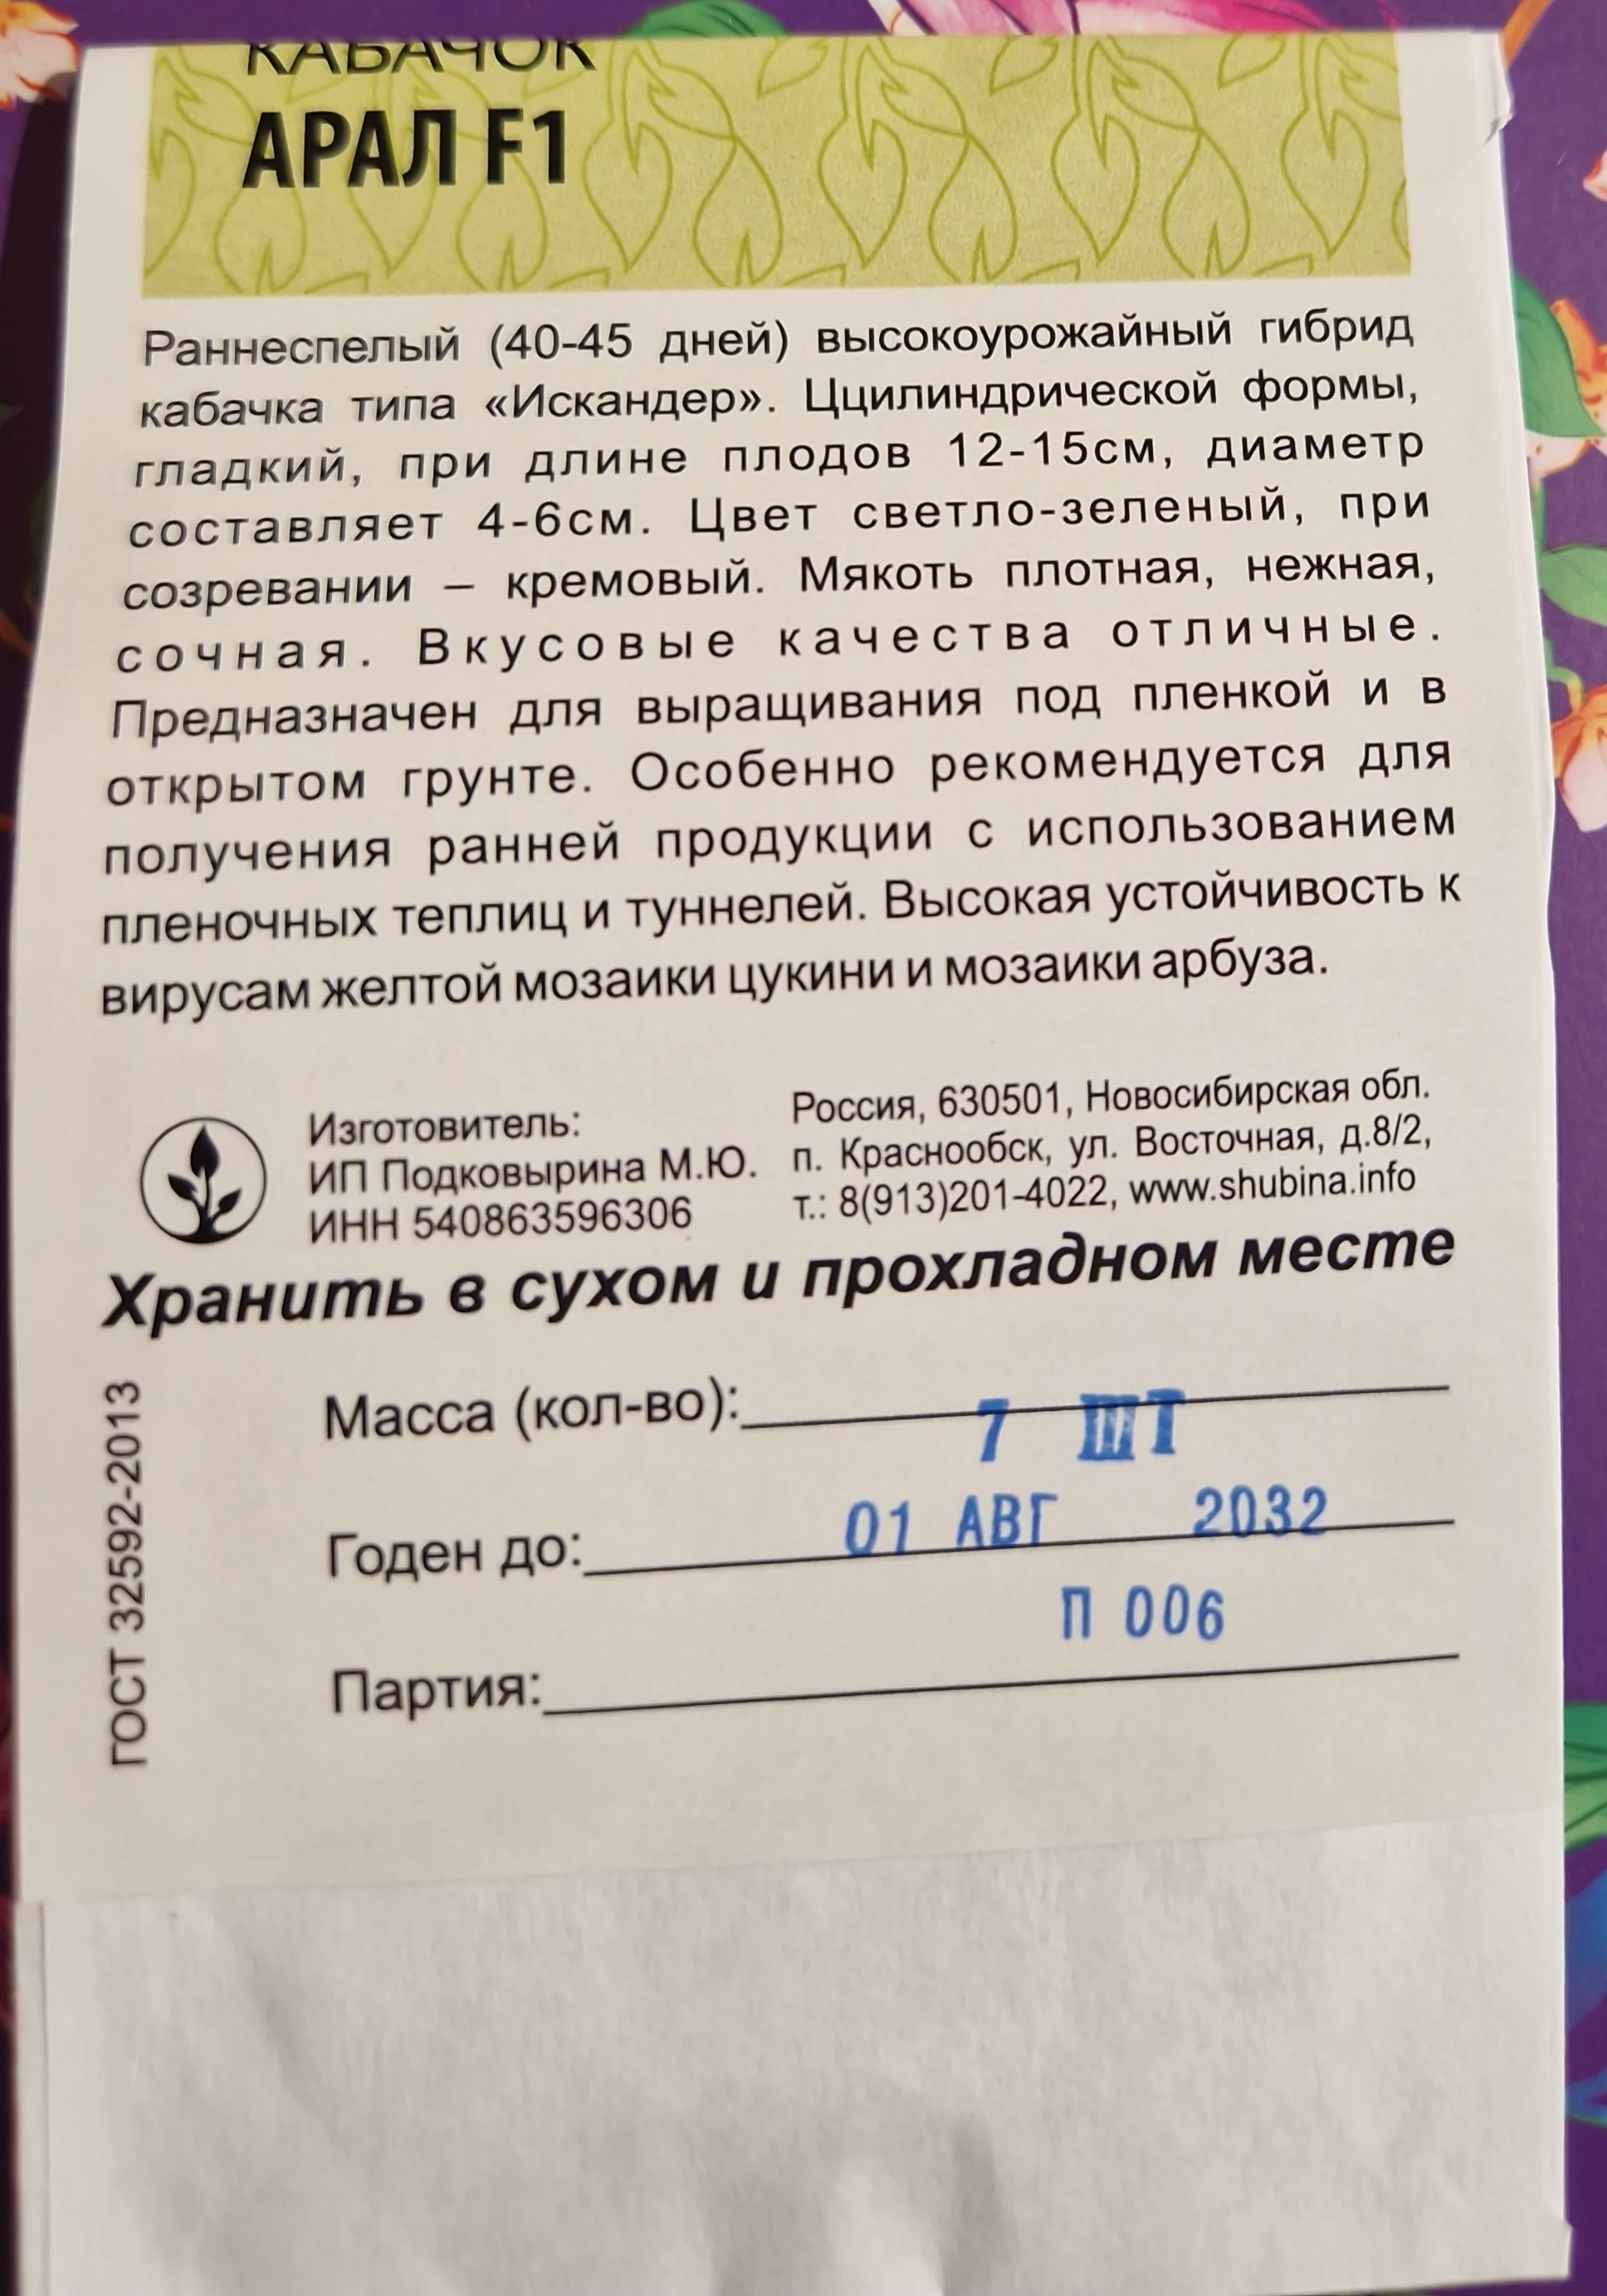 КАБАЧОК
АРАЛ F1
Раннеспелый (40-45 дней) высокоурожайный гибрид
кабачка типа «Искандер». Ццилиндрической формы,
гладкий, при длине плодов 12-15см, диаметр
составляет 4-6см. Цвет светло-зеленый, при
созревании – кремовый. Мякоть плотная, нежная,
сочная. Вкусовые качества отличные.
Предназначен для выращивания под пленкой и в
открытом грунте. Особенно рекомендуется для
получения ранней продукции с использованием
пленочных теплиц и туннелей. Высокая устойчивость к
вирусам желтой мозаики цукини и мозаики арбуза.
Изготовитель:
ИП Подковырина М.Ю.
ИНН 540863596306
Россия, 630501, Новосибирская обл.
п. Краснообск, ул. Восточная, д.8/2,
т.: 8(913)201-4022, www.shubina.info
Хранить в сухом и прохладном месте
ГОСТ 32592-2013
Масса (кол-во): 7 ШТ
Годен до: 01 АВГ 2032
П 006
Партия: